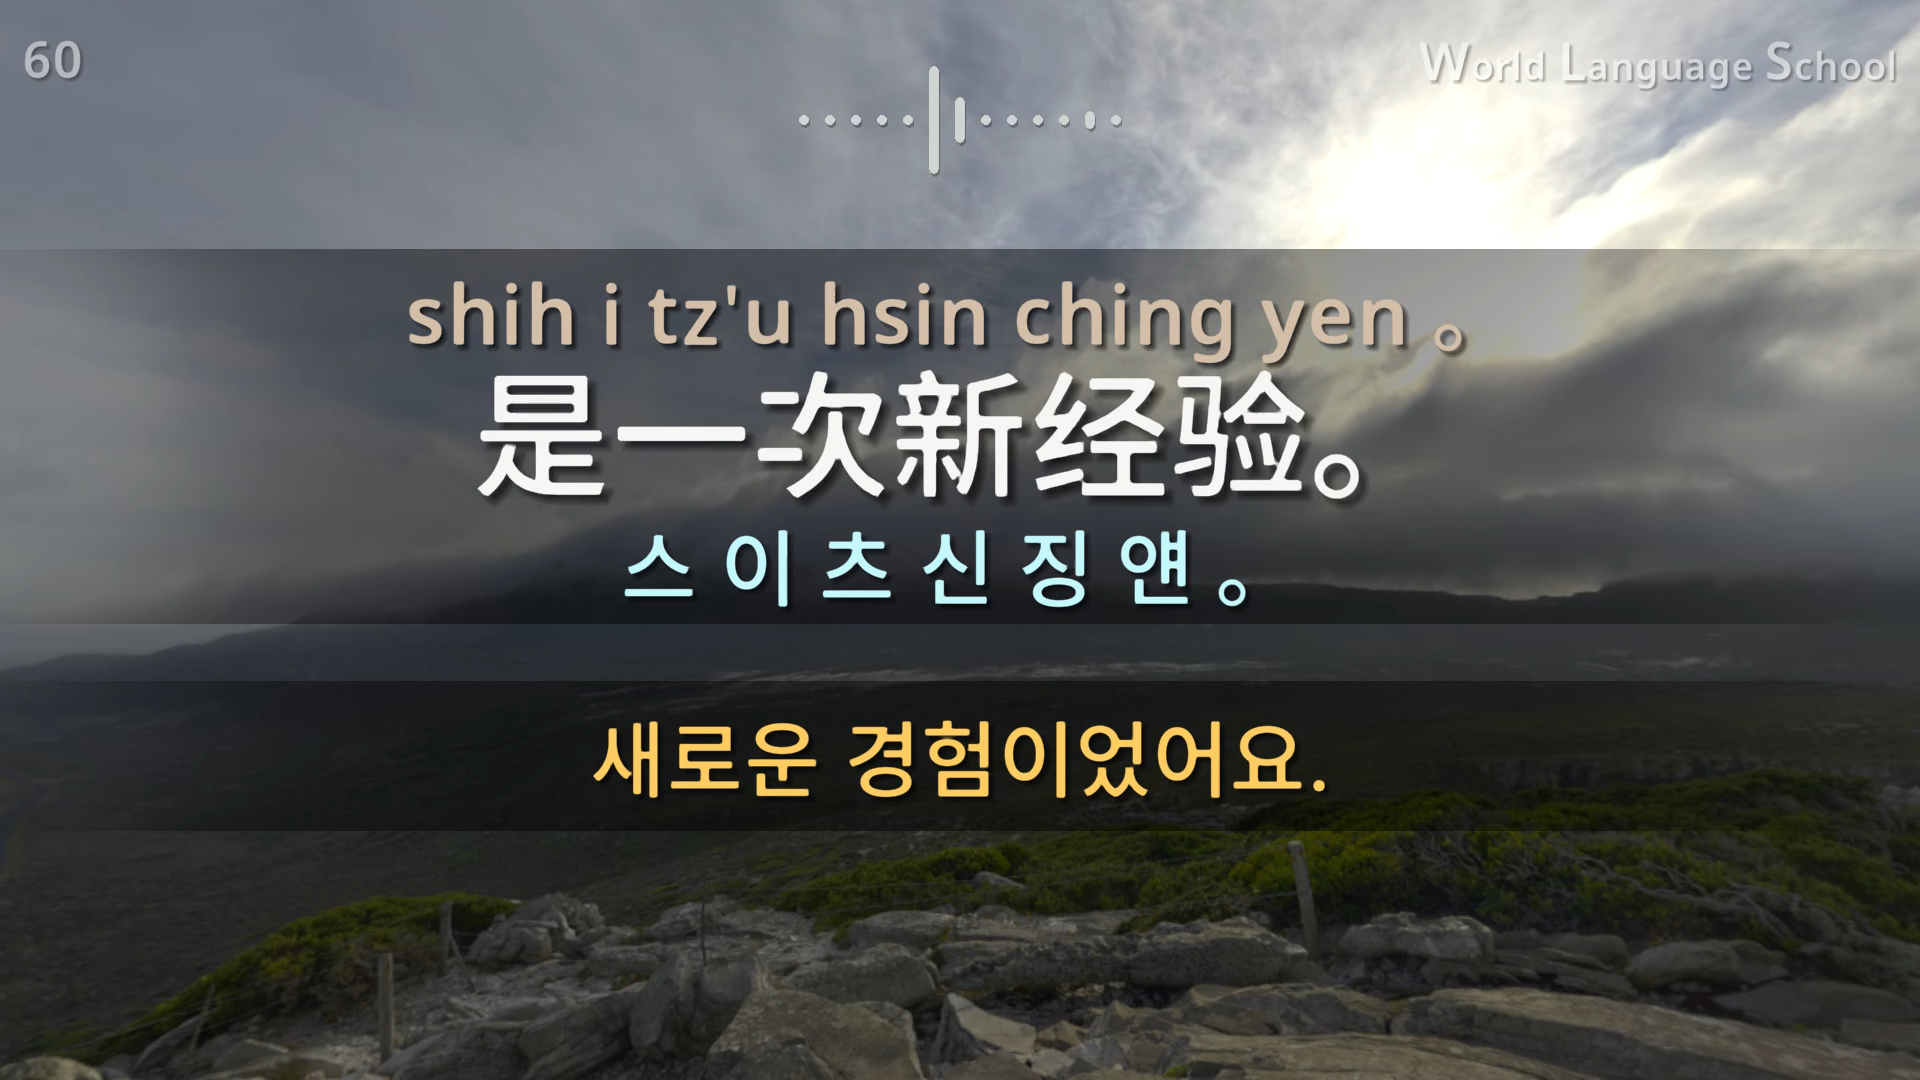 60
World Language School
shih i tz'u hsin ching yen 。
是一次新经验。
스 이 츠 신 징 얜 。
새로운 경험이었어요.